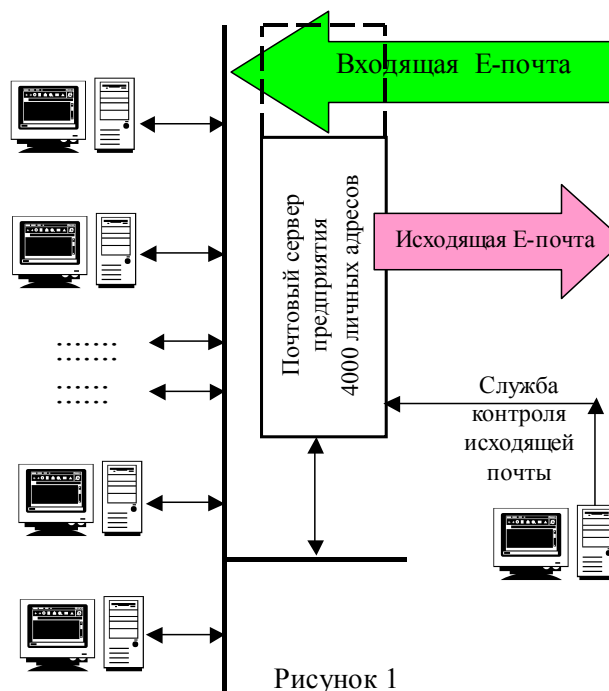 Входящая Е-почта
Почтовый сервер
предприятия
4000 личных адресов
Исходящая Е-почта
Служба
контроля
исходящей
почты
Рисунок 1